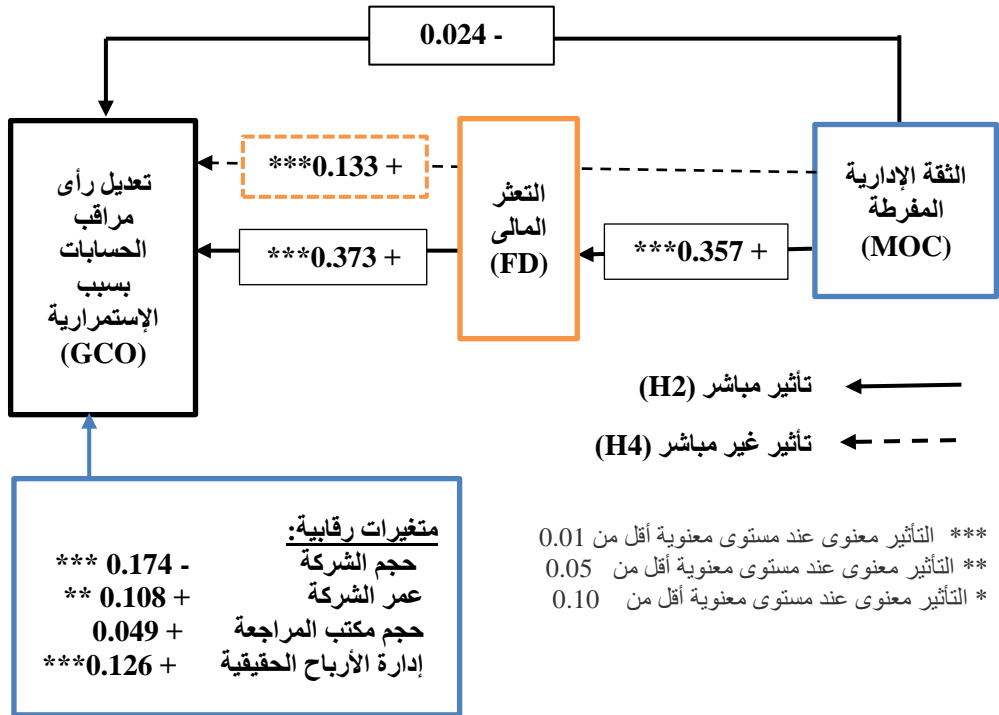 0.024 -
الثقة الإدارية
المفرطة
(MOC)
+ 0.357***
التعثر
المالى
(FD)
+ 0.133***
+ 0.373***
تعديل رأى
مراقب
الحسابات
بسبب
الإستمرارية
(GCO)
تأثير مباشر (H2)
تأثير غير مباشر (H4)
متغيرات رقابية:
حجم الشركة - 0.174 ***
عمر الشركة + 0.108 **
حجم مكتب المراجعة + 0.049
إدارة الأرباح الحقيقية + 0.126***
*** التأثير معنوى عند مستوى معنوية أقل من 0.01
** التأثير معنوى عند مستوى معنوية أقل من 0.05
* التأثير معنوى عند مستوى معنوية أقل من 0.10